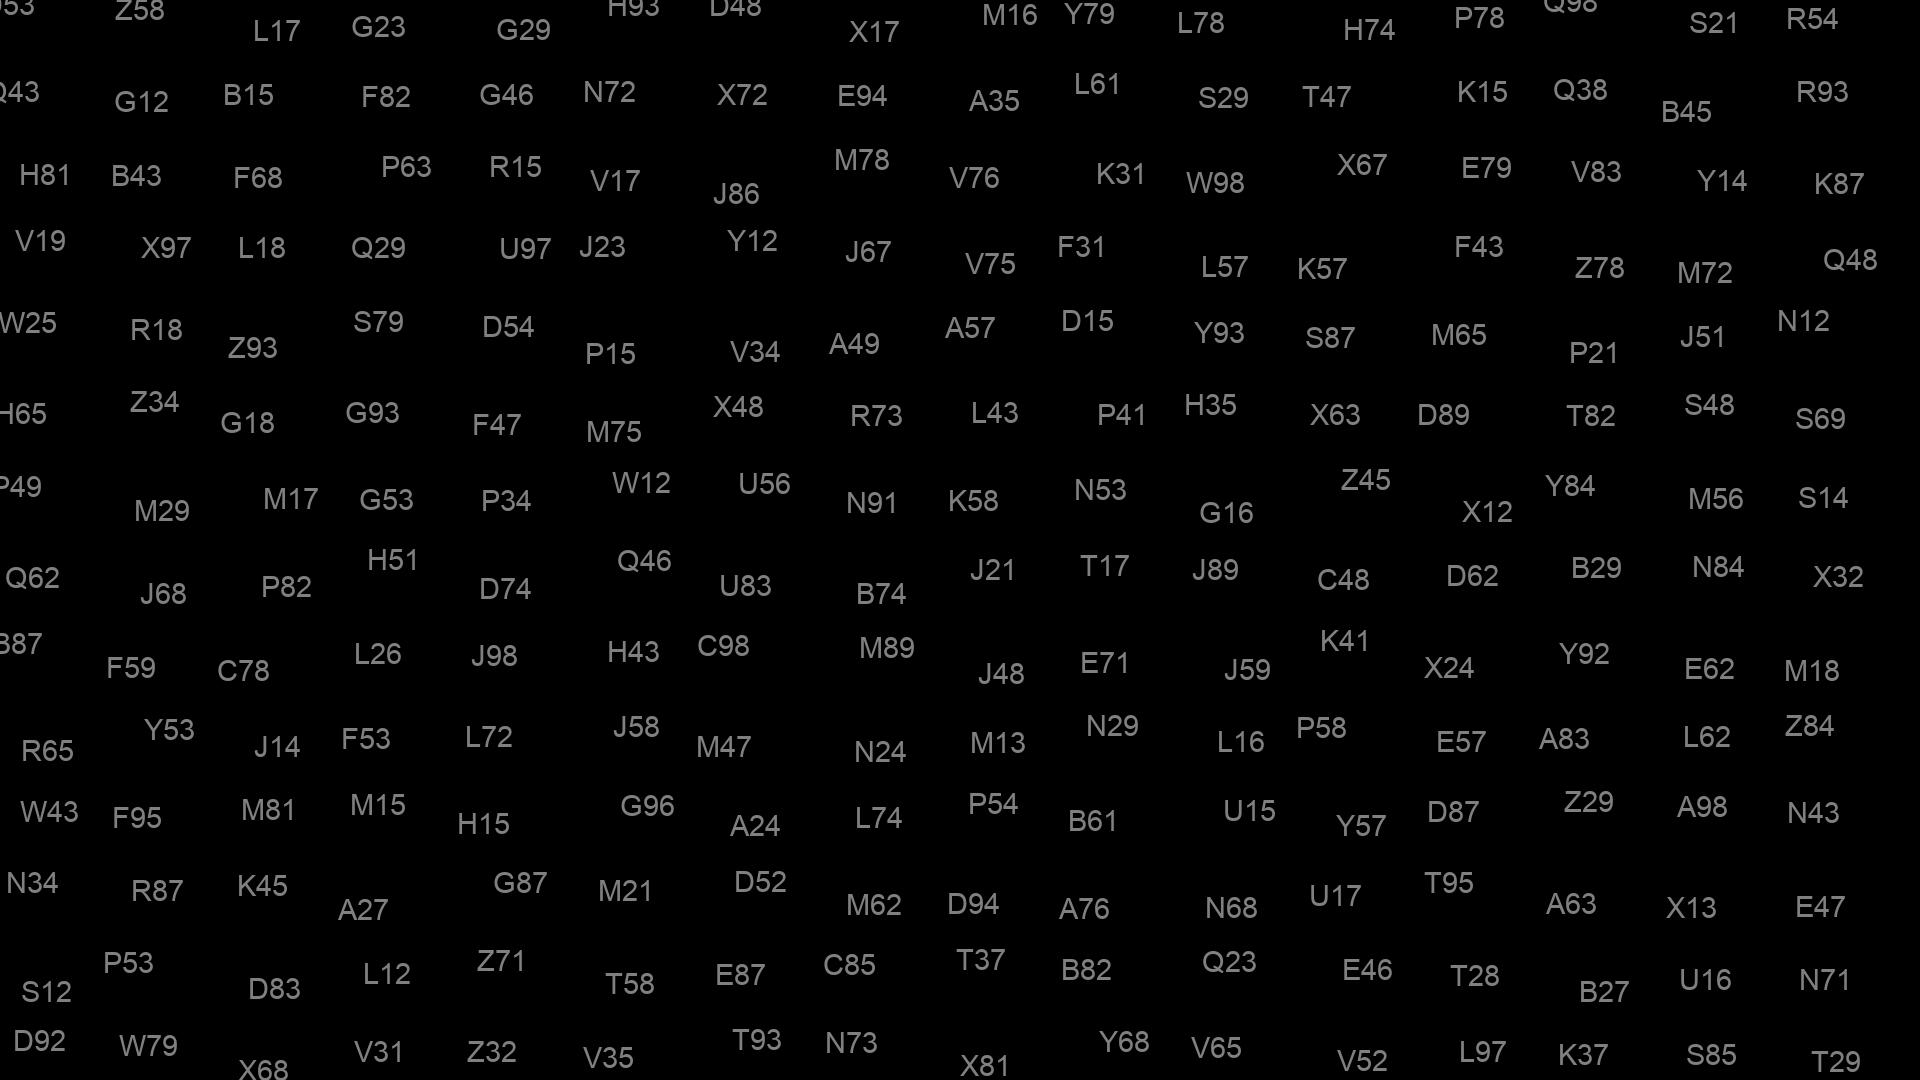 Z58 L17 G23 G29 H93 D48 X17 M16 Y79 L78 H74 P78 Q98 S21 R54
Q43 G12 B15 F82 G46 N72 X72 E94 A35 L61 S29 T47 K15 Q38 B45 R93
H81 B43 F68 P63 R15 V17 J86 M78 V76 K31 W98 X67 E79 V83 Y14 K87
V19 X97 L18 Q29 U97 J23 Y12 J67 V75 F31 L57 K57 F43 Z78 M72 Q48
W25 R18 Z93 S79 D54 P15 V34 A49 A57 D15 Y93 S87 M65 P21 J51 N12
H65 Z34 G18 G93 F47 M75 X48 R73 L43 P41 H35 X63 D89 T82 S48 S69
P49 M29 M17 G53 P34 W12 U56 N91 K58 N53 G16 Z45 X12 Y84 M56 S14
Q62 J68 P82 H51 D74 Q46 U83 B74 J21 T17 J89 C48 D62 B29 N84 X32
B87 F59 C78 L26 J98 H43 C98 M89 J48 E71 J59 K41 X24 Y92 E62 M18
R65 Y53 J14 F53 L72 J58 M47 N24 M13 N29 L16 P58 E57 A83 L62 Z84
W43 F95 M81 M15 H15 G96 A24 L74 P54 B61 U15 Y57 D87 Z29 A98 N43
N34 R87 K45 A27 G87 M21 D52 M62 D94 A76 N68 U17 T95 A63 X13 E47
S12 P53 D83 L12 Z71 T58 E87 C85 T37 B82 Q23 E46 T28 B27 U16 N71
D92 W79 X68 V31 Z32 V35 T93 N73 X81 Y68 V65 V52 L97 K37 S85 T29